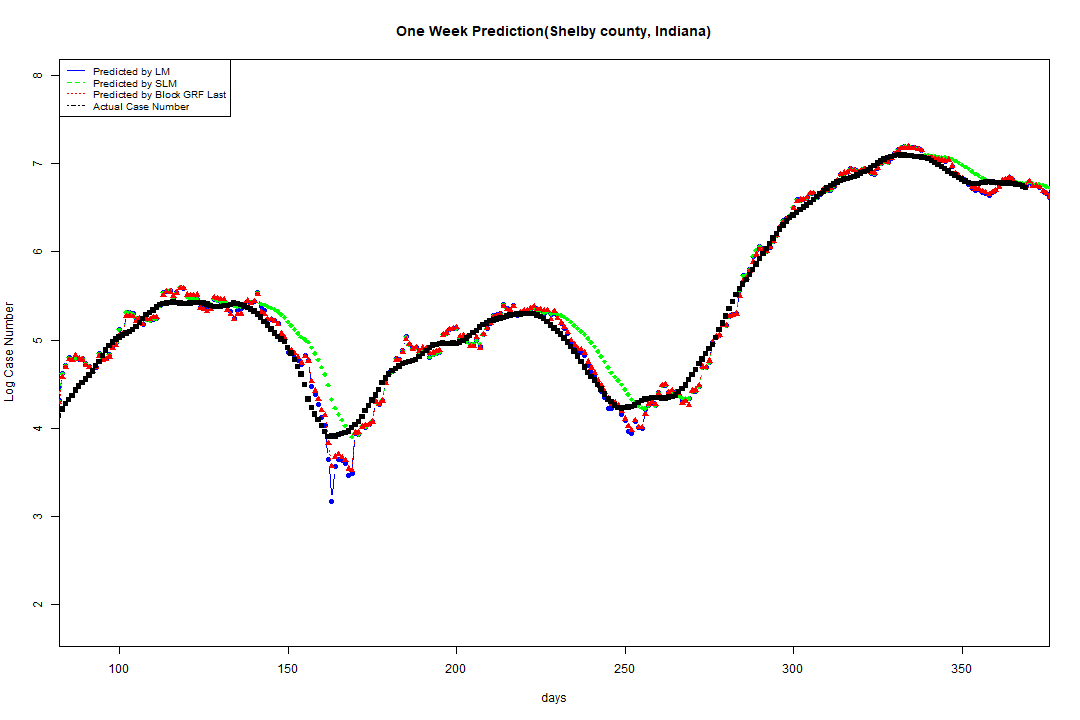 One Week Prediction(Shelby county, Indiana)
Predicted by LM
Predicted by SLM
Predicted by Block GRF Last
Actual Case Number
8
7
6
5
4
3
2
Log Case Number
100 150 200 250 300 350
days